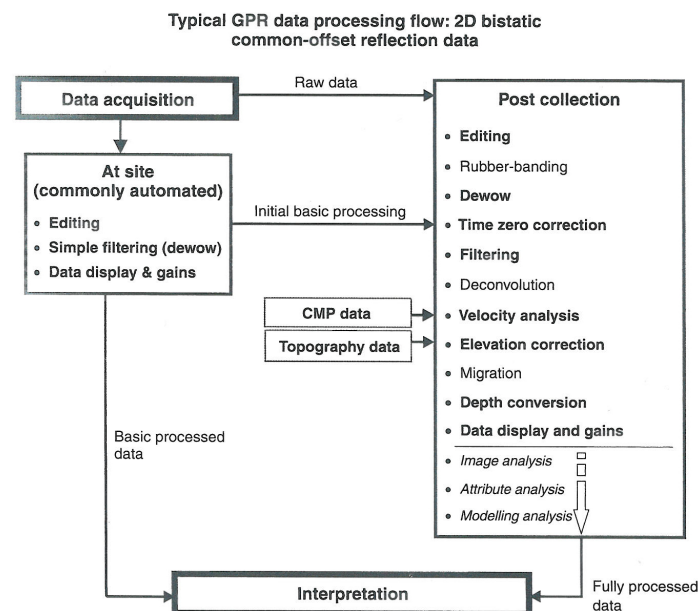 Typical GPR data processing flow: 2D bistatic
common-offset reflection data
Data acquisition
Raw data
At site
(commonly automated)
• Editing
• Simple filtering (dewow)
• Data display & gains
Initial basic processing
CMP data
Topography data
Basic processed
data
Post collection
• Editing
• Rubber-banding
• Dewow
• Time zero correction
• Filtering
• Deconvolution
• Velocity analysis
• Elevation correction
• Migration
• Depth conversion
• Data display and gains
• Image analysis
• Attribute analysis
• Modelling analysis
Interpretation
Fully processed
data